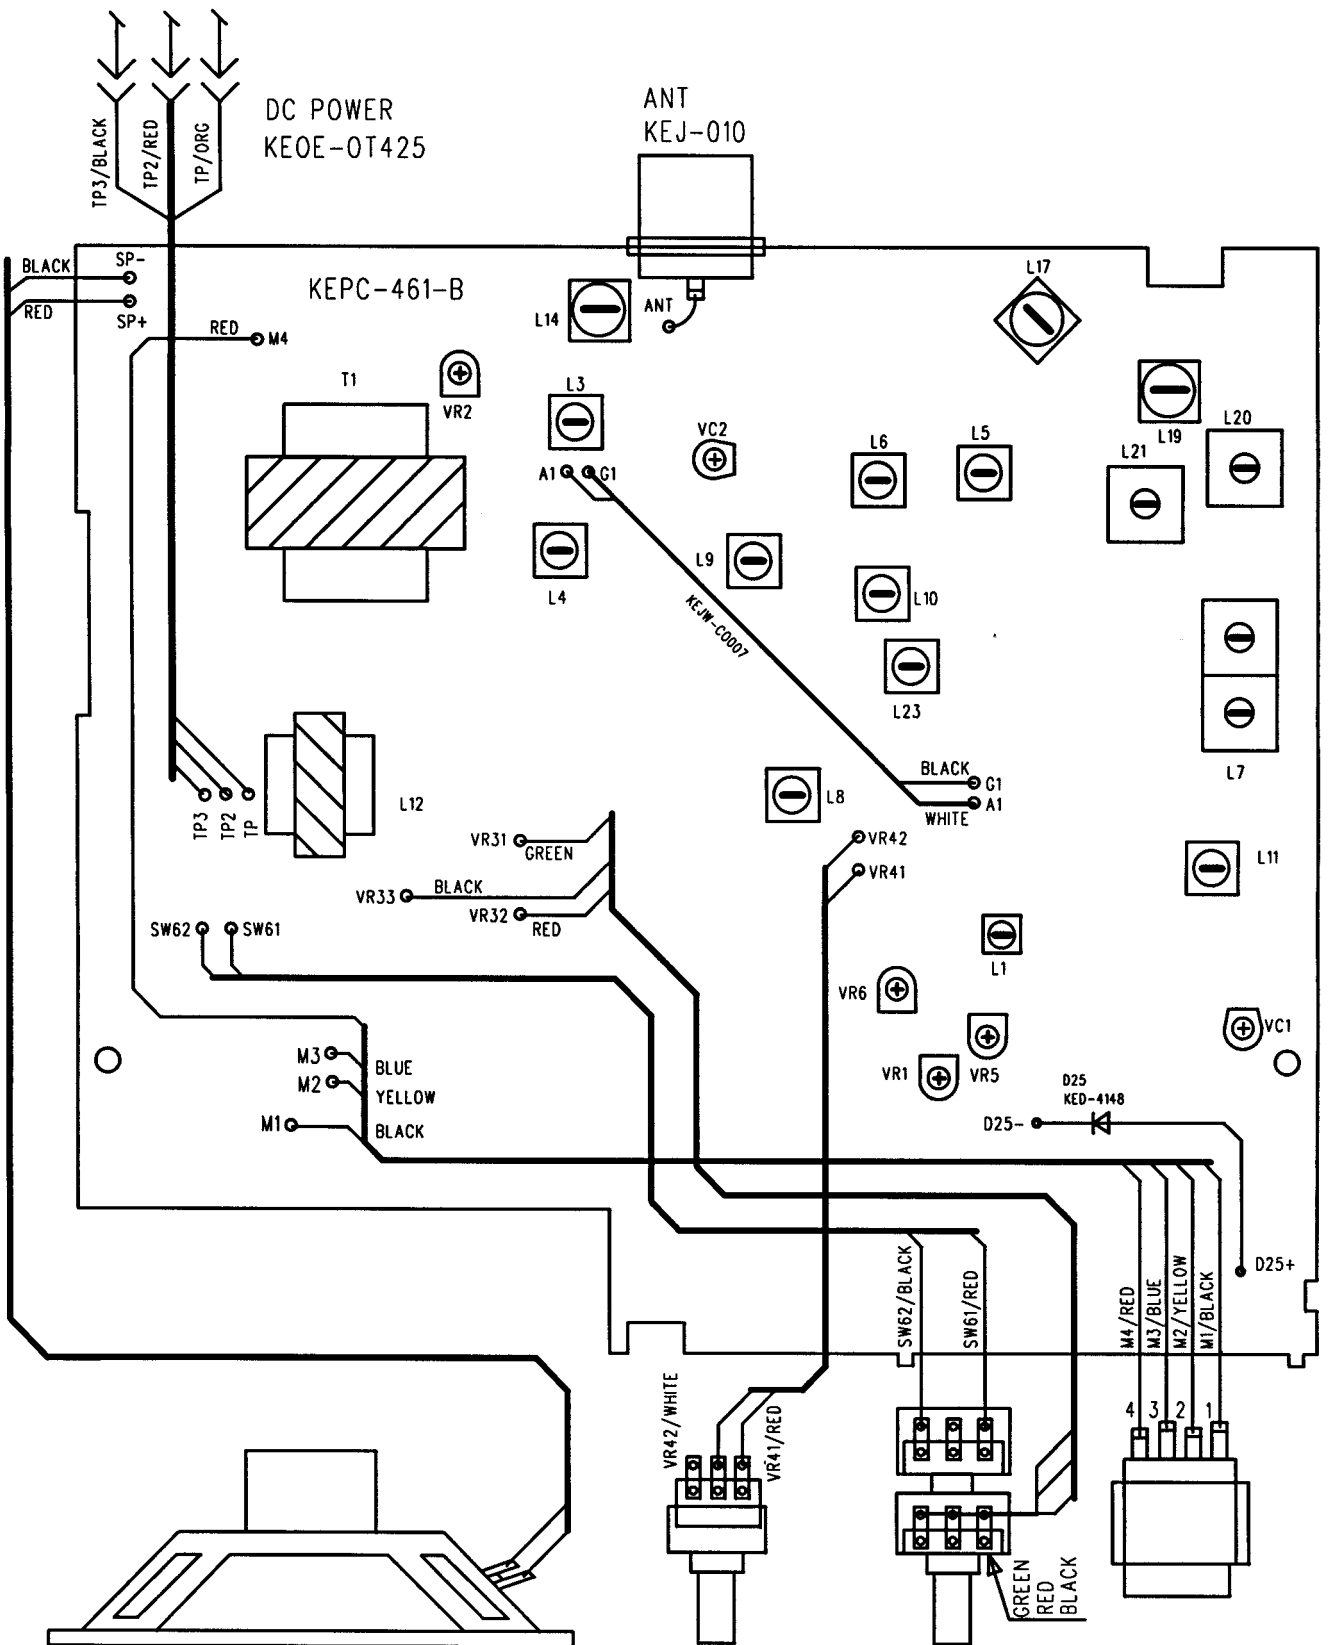 TP3/BLACK
TP2/RED
TP/ORG
DC POWER
KEOE-OT425
ANT
KEJ-010
BLACK
SP-
RED
SP+
KEPC-461-B
RED
M4
L14
ANT
L17
T1
VR2
L3
VC2
L6
L5
L19
L20
L21
A1
G1
L4
L9
L10
KEJW-C0007
L23
L7
TP3
TP2
TP
L12
BLACK
G1
A1
WHITE
L8
VR31
GREEN
VR42
VR41
L11
VR33
BLACK
VR32
RED
SW62
SW61
L1
VR6
VC1
M3
BLUE
M2
YELLOW
M1
BLACK
VR1
VR5
D25
KED-4148
D25-
D25+
SW62/BLACK
SW61/RED
M4/RED
M3/BLUE
M2/YELLOW
M1/BLACK
VR42/WHITE
VR41/RED
4
3
2
1
GREEN
RED
BLACK